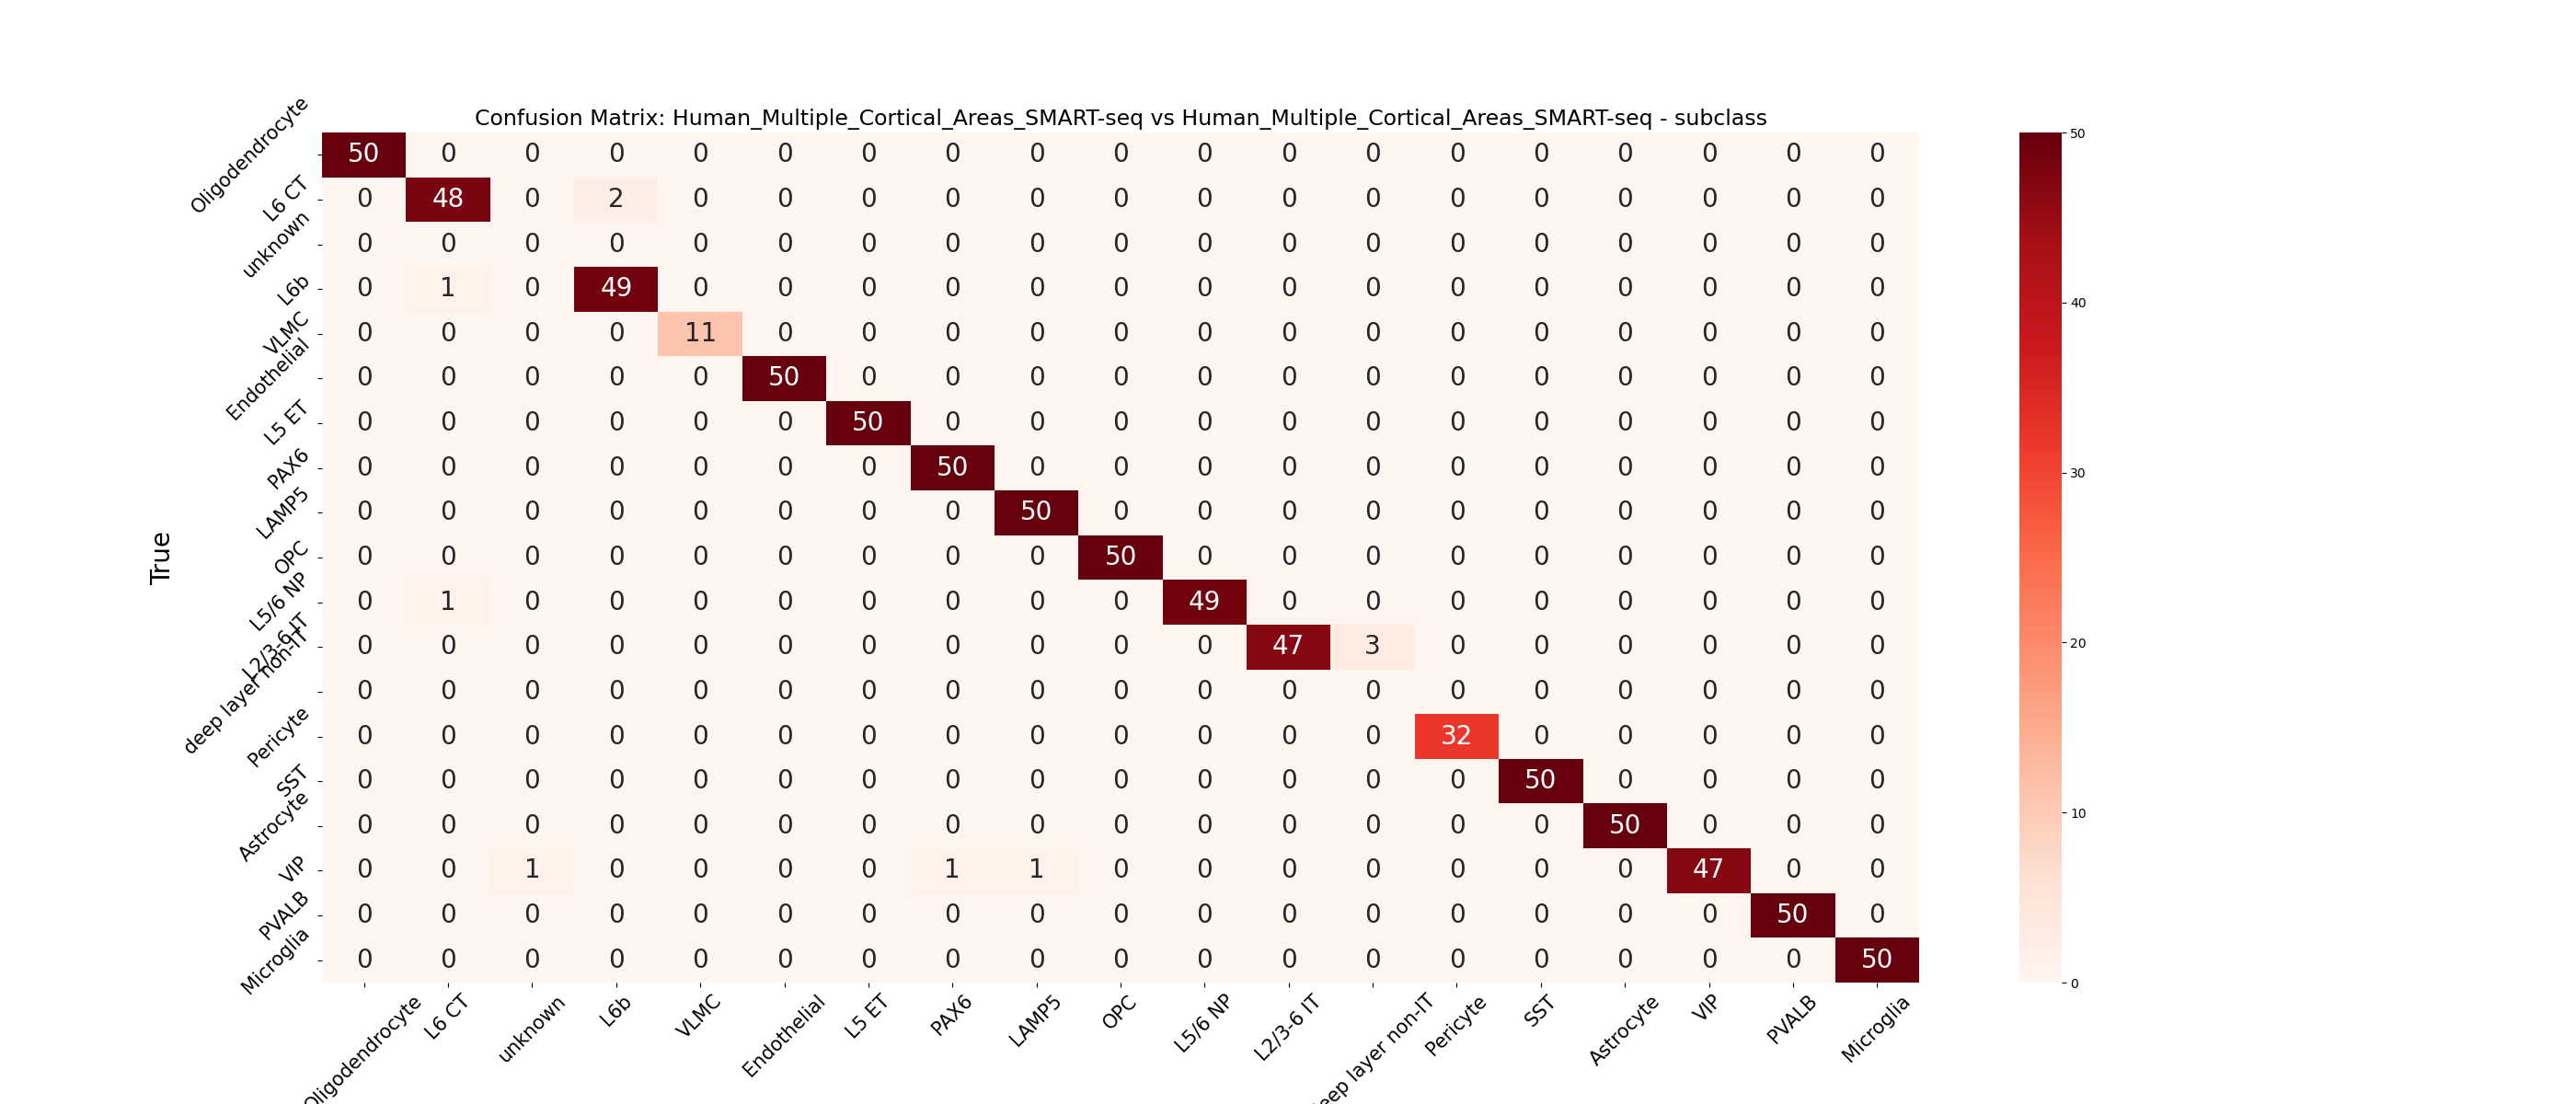 Confusion Matrix: Human_Multiple_Cortical_Areas_SMART-seq vs Human_Multiple_Cortical_Areas_SMART-seq - subclass
Oligodendrocyte 50 0 0 0 0 0 0 0 0 0 0 0 0 0 0 0 0 0 0
L6 CT 0 48 0 2 0 0 0 0 0 0 0 0 0 0 0 0 0 0 0
unknown 0 0 0 0 0 0 0 0 0 0 0 0 0 0 0 0 0 0 0
L6b 0 1 0 49 0 0 0 0 0 0 0 0 0 0 0 0 0 0 0
VLMC 0 0 0 0 11 0 0 0 0 0 0 0 0 0 0 0 0 0 0
Endothelial 0 0 0 0 0 50 0 0 0 0 0 0 0 0 0 0 0 0 0
L5 ET 0 0 0 0 0 0 50 0 0 0 0 0 0 0 0 0 0 0 0
PAX6 0 0 0 0 0 0 0 50 0 0 0 0 0 0 0 0 0 0 0
LAMP5 0 0 0 0 0 0 0 0 50 0 0 0 0 0 0 0 0 0 0
OPC 0 0 0 0 0 0 0 0 0 50 0 0 0 0 0 0 0 0 0
L5/6 NP 0 1 0 0 0 0 0 0 0 0 49 0 0 0 0 0 0 0 0
L2/3-6 IT 0 0 0 0 0 0 0 0 0 0 0 47 3 0 0 0 0 0 0
deep layer non-IT 0 0 0 0 0 0 0 0 0 0 0 0 0 0 0 0 0 0 0
Pericyte 0 0 0 0 0 0 0 0 0 0 0 0 0 32 0 0 0 0 0
SST 0 0 0 0 0 0 0 0 0 0 0 0 0 0 50 0 0 0 0
Astrocyte 0 0 0 0 0 0 0 0 0 0 0 0 0 0 0 50 0 0 0
VIP 0 0 1 0 0 0 0 1 1 0 0 0 0 0 0 0 47 0 0
PVALB 0 0 0 0 0 0 0 0 0 0 0 0 0 0 0 0 0 50 0
Microglia 0 0 0 0 0 0 0 0 0 0 0 0 0 0 0 0 0 0 50
True
Oligodendrocyte
L6 CT
unknown
L6b
VLMC
Endothelial
L5 ET
PAX6
LAMP5
OPC
L5/6 NP
L2/3-6 IT
eep layer non-IT
Pericyte
SST
Astrocyte
VIP
PVALB
Microglia
50
40
30
20
10
0